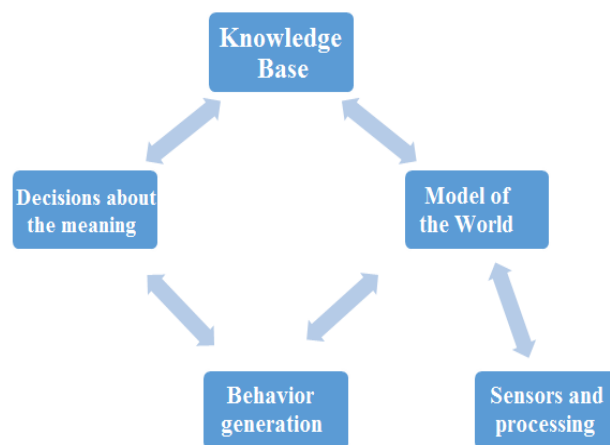 Knowledge
Base
Decisions about
the meaning
Model of
the World
Behavior
generation
Sensors and
processing